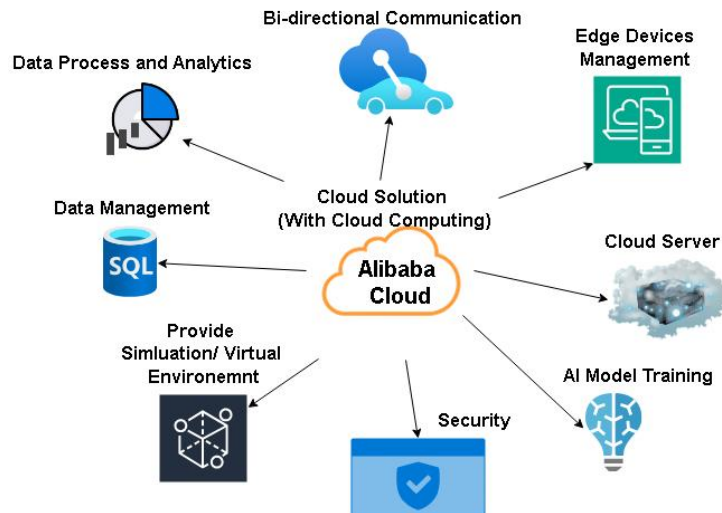 Bi-directional Communication
Edge Devices
Management
Data Process and Analytics
Cloud Solution
(With Cloud Computing)
Data Management
SQL
Alibaba
Cloud
Cloud Server
Provide
Simluation/ Virtual
Environemnt
AI Model Training
Security